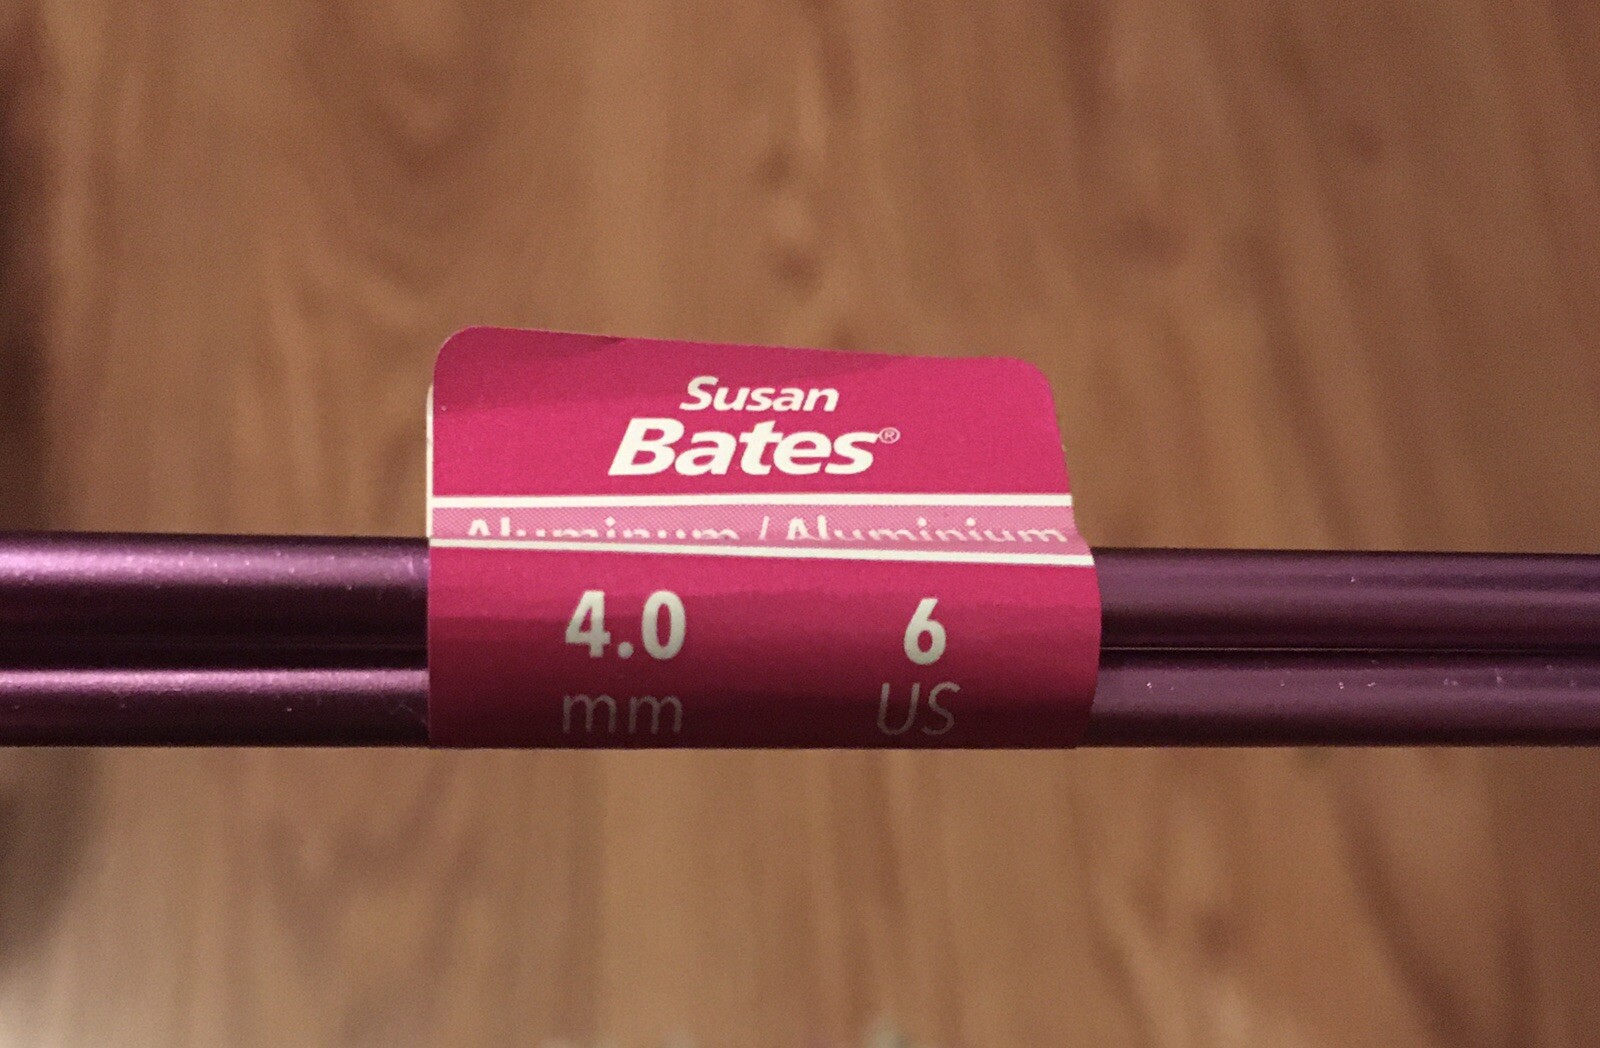 Susan
Bates®
Aluminum / Aluminium
4.0 6
mm US